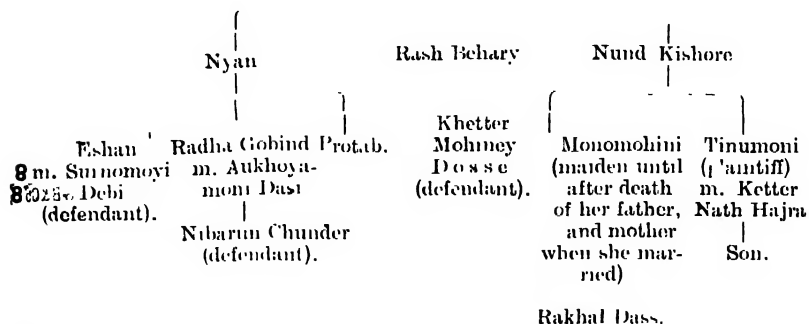 Nyan Rash Behary Nund Kishore
Eshan
m. Surnomoyi
Debi
(defendant).
Radha Gobind Protab.
m. Aukhoya-
moni Dasi
Nibarun Chunder
(defendant).
Khetter
Mohiney
Dosse
(defendant).
Monomohini
(maiden until
after death
of her father,
and mother
when she mar-
ried)
Rakhal Dass.
Tinumoni
(plaintiff)
m. Ketter
Nath Hajra
Son.